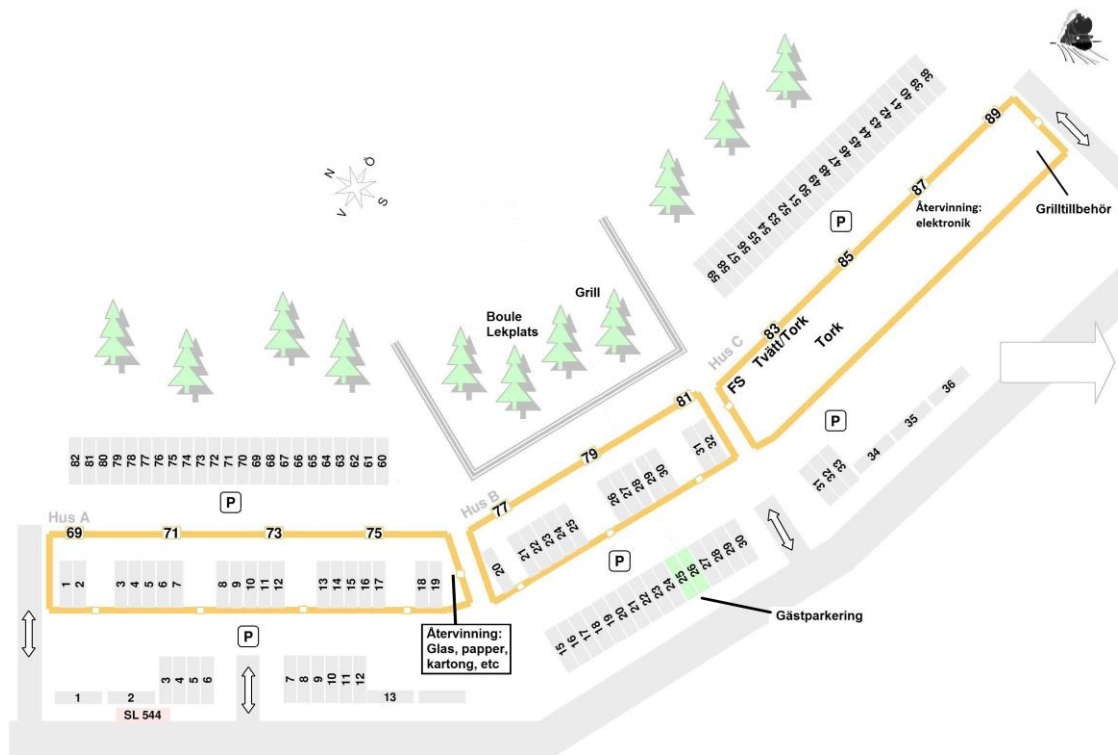 N
Ö
V
S
89
Grilltillbehör
87
Återvinning:
elektronik
85
83
Tvätt/Tork
Tork
FS
Hus C
P
38
39
40
41
42
43
44
45
46
47
48
49
50
51
52
53
54
55
56
57
58
59
Grill
Boule
Lekplats
81
79
77
Hus B
20
21
22
23
24
25
26
27
28
29
30
31
32
P
36
35
34
33
32
31
P
15
16
17
18
19
20
21
22
23
24
25
26
27
28
29
30
Gästparkering
82 81 80 79 78 77 76 75 74 73 72 71 70 69 68 67 66 65 64 63 62 61 60
P
Hus A
69 71 73 75
1 2 3 4 5 6 7 8 9 10 11 12 13 14 15 16 17 18 19
Återvinning:
Glas, papper,
kartong, etc
P
3 4 5 6 7 8 9 10 11 12
1 2 13
SL 544